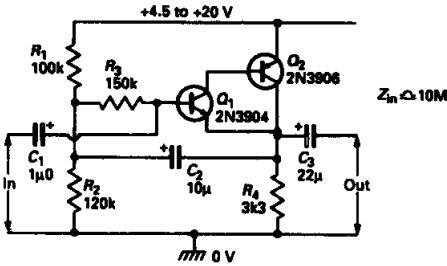 +4.5 to +20 V
R1
100k
R3
150k
Q2
2N3906
Q1
2N3904
Zin ≏ 10M
C1
1µ0
+
In
R2
120k
+
C2
10µ
+
C3
22µ
R4
3k3
Out
0 V